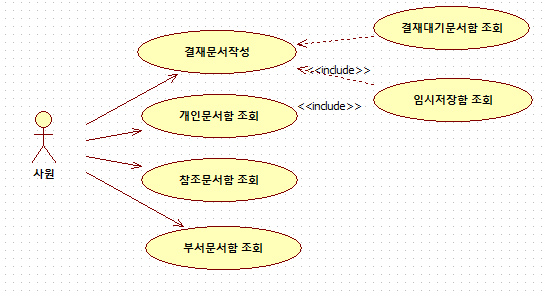 결재대기문서함 조회
결재문서작성
<<include>>
임시저장함 조회
<<include>>
개인문서함 조회
사원
참조문서함 조회
부서문서함 조회